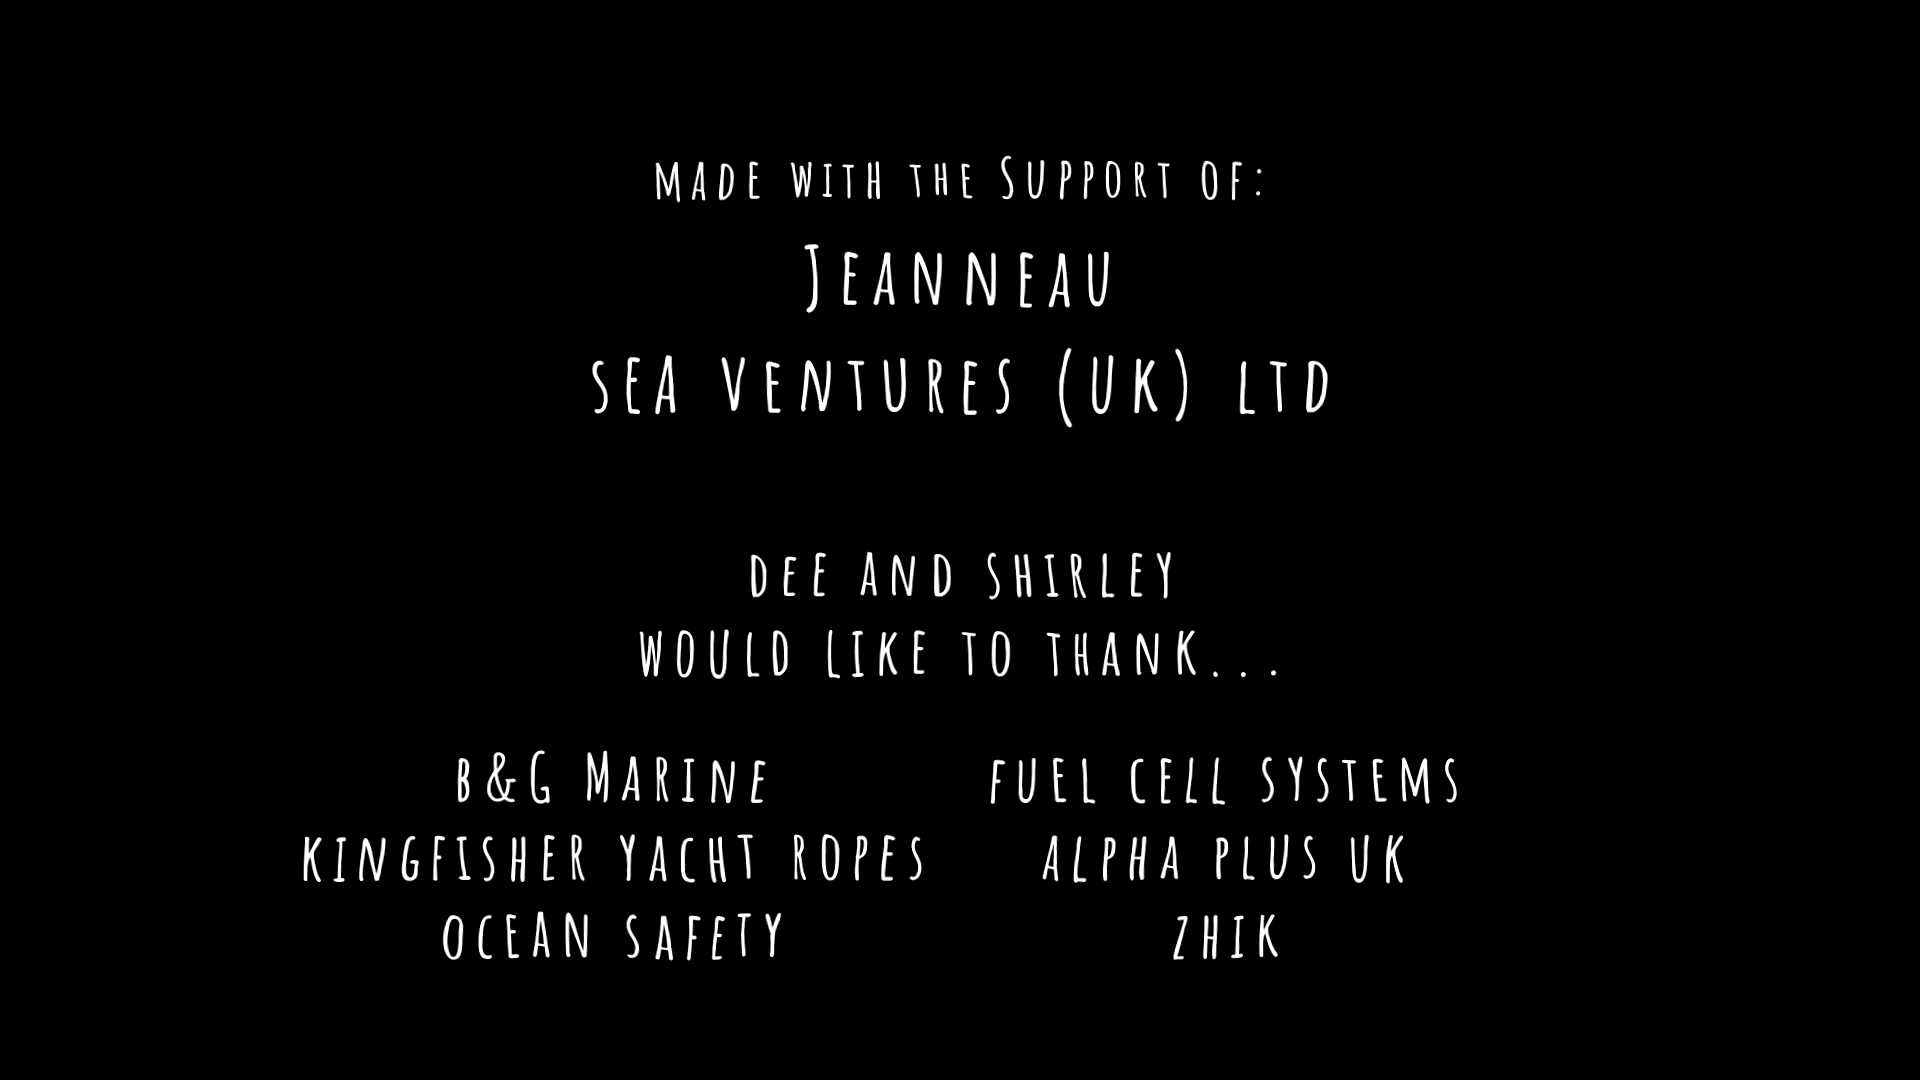 MADE WITH THE SUPPORT OF:
JEANNEAU
SEA VENTURES (UK) LTD
DEE AND SHIRLEY
WOULD LIKE TO THANK...
B&G MARINE
KINGFISHER YACHT ROPES
OCEAN SAFETY
FUEL CELL SYSTEMS
ALPHA PLUS UK
ZHIK